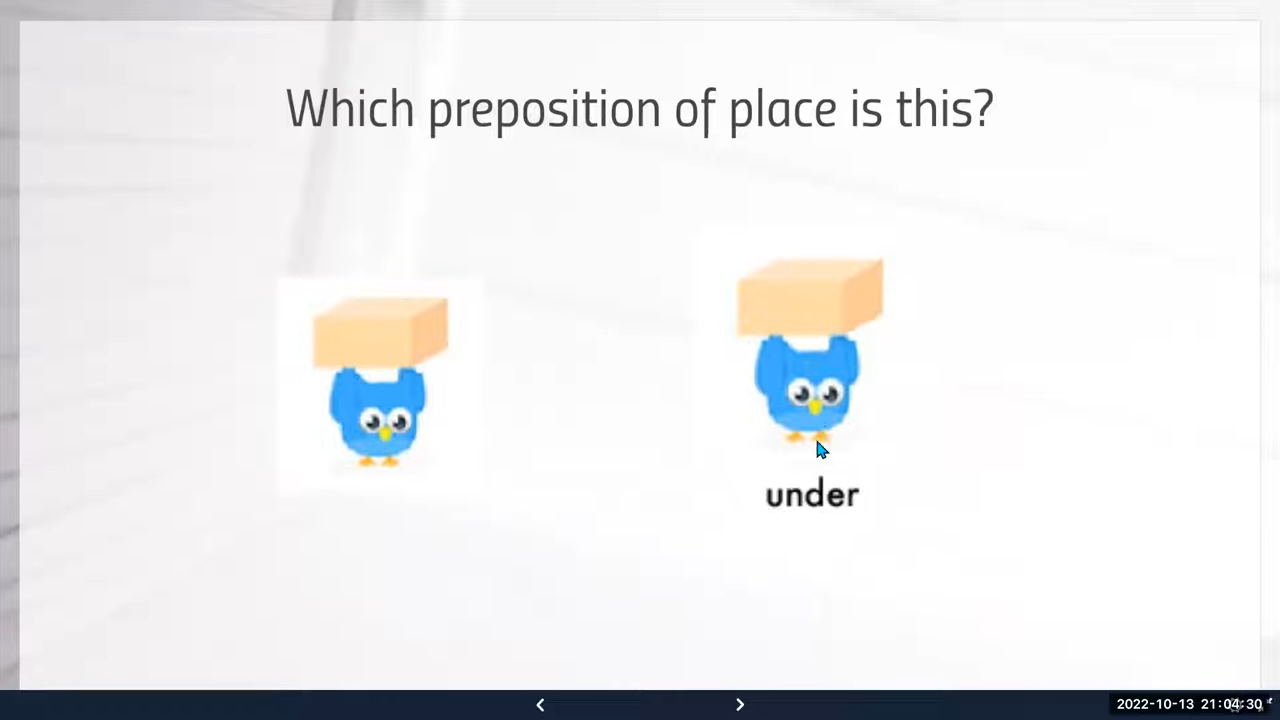 Which preposition of place is this?
under
2022-10-13 21:04:30